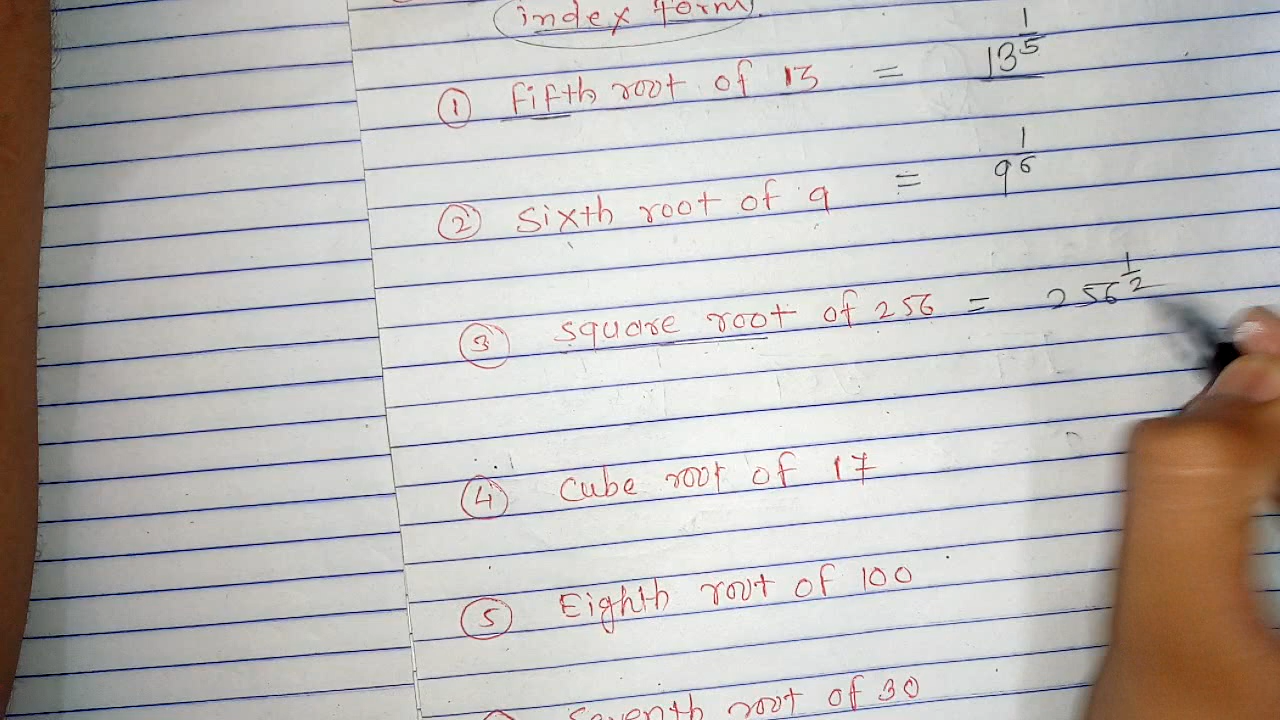 index form.
① Fifth root of 13 = 13^(1/5)
② Sixth root of 9 = 9^(1/6)
③ Square root of 256 = 256^(1/2)
④ Cube root of 17
⑤ Eighth root of 100
Seventh root of 30